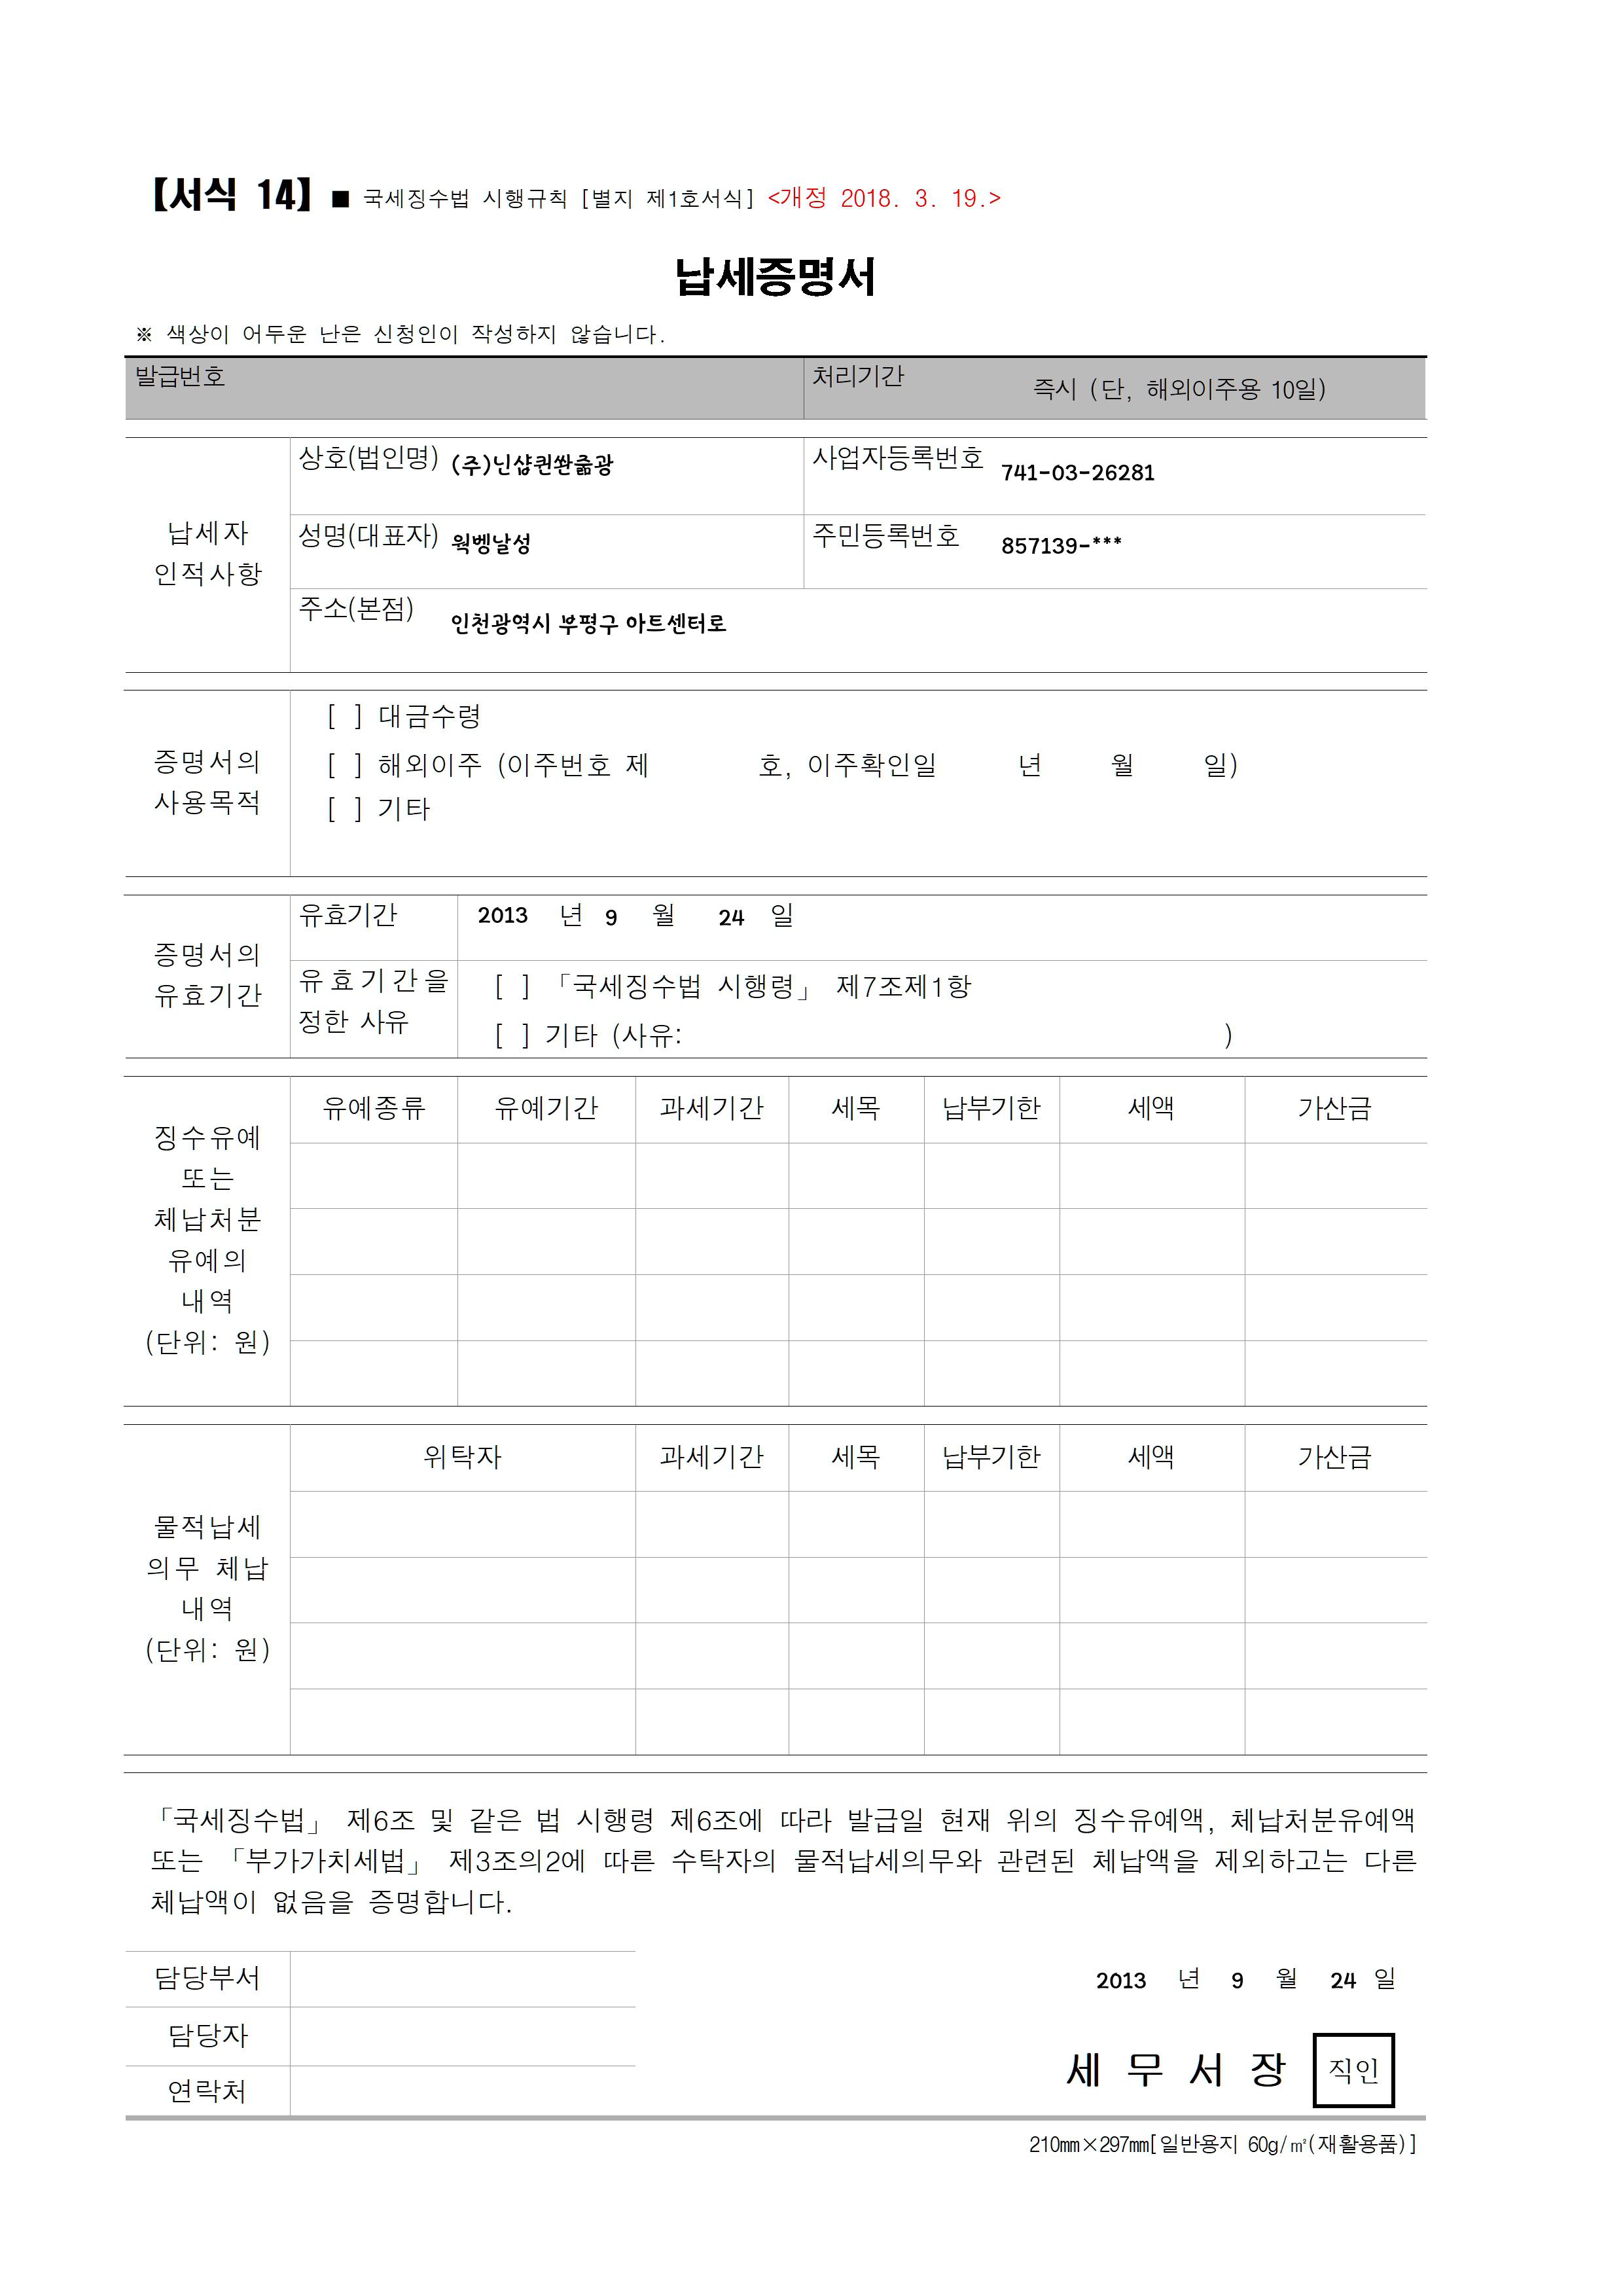 【서식 14】 ■ 국세징수법 시행규칙 [별지 제1호서식] <개정 2018. 3. 19.>
납세증명서
※ 색상이 어두운 난은 신청인이 작성하지 않습니다.
발급번호 처리기간 즉시 (단, 해외이주용 10일)
납세자 인적사항
상호(법인명) (주)닌샳퀸쏸춟광 사업자등록번호 741-03-26281
성명(대표자) 웍벵날성 주민등록번호 857139-***
주소(본점) 인천광역시 부평구 아트센터로
증명서의 사용목적
[ ] 대금수령
[ ] 해외이주 (이주번호 제 호, 이주확인일 년 월 일)
[ ] 기타
증명서의 유효기간
유효기간 2013 년 9 월 24 일
유효기간을 정한 사유
[ ] 「국세징수법 시행령」 제7조제1항
[ ] 기타 (사유: )
징수유예 또는 체납처분 유예의 내역 (단위: 원)
유예종류 유예기간 과세기간 세목 납부기한 세액 가산금
물적납세 의무 체납 내역 (단위: 원)
위탁자 과세기간 세목 납부기한 세액 가산금
「국세징수법」 제6조 및 같은 법 시행령 제6조에 따라 발급일 현재 위의 징수유예액, 체납처분유예액
또는 「부가가치세법」 제3조의2에 따른 수탁자의 물적납세의무와 관련된 체납액을 제외하고는 다른
체납액이 없음을 증명합니다.
담당부서
2013 년 9 월 24 일
담당자
세 무 서 장 직인
연락처
210㎜×297㎜[일반용지 60g/㎡(재활용품)]